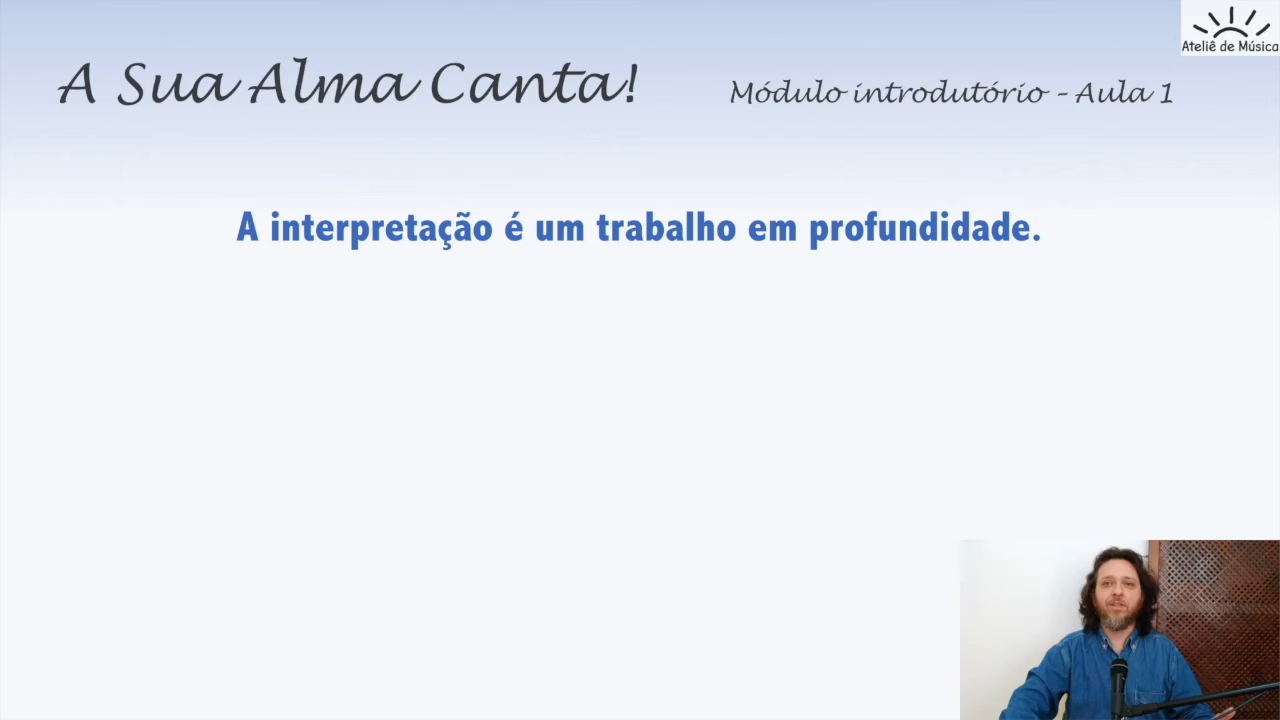 A Sua Alma Canta!
Módulo introdutório – Aula 1
Ateliê de Música
A interpretação é um trabalho em profundidade.